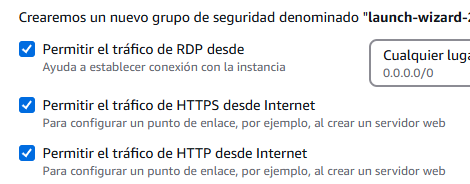 Crearemos un nuevo grupo de seguridad denominado "launch-wizard-
Permitir el tráfico de RDP desde
Cualquier
Ayuda a establecer conexión con la instancia
0.0.0.0/0
Permitir el tráfico de HTTPS desde Internet
Para configurar un punto de enlace, por ejemplo, al crear un servidor web
Permitir el tráfico de HTTP desde Internet
Para configurar un punto de enlace, por ejemplo, al crear un servidor web